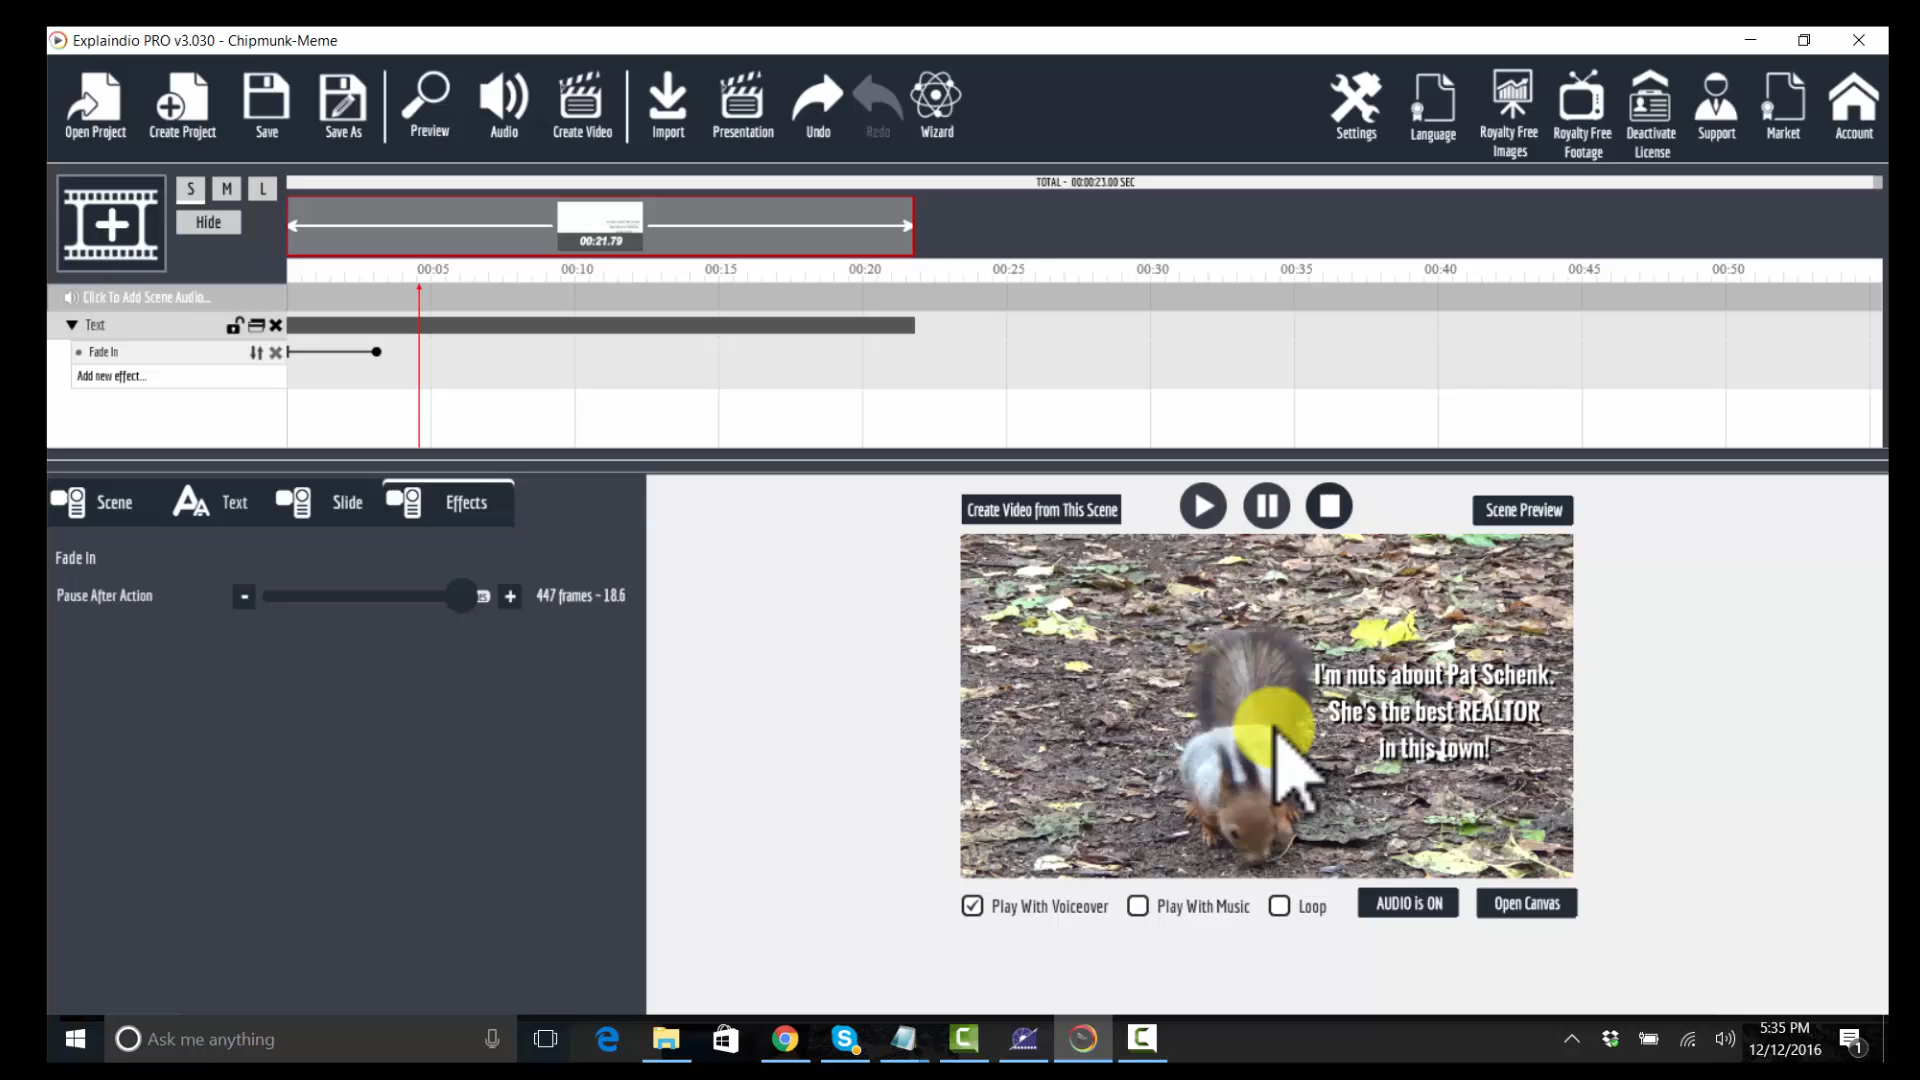 Explaindio PRO v3.030 - Chipmunk-Meme
Open Project
Create Project
Save
Save As
Preview
Audio
Create Video
Import
Presentation
Undo
Redo
Wizard
Settings
Language
Royalty Free
Images
Royalty Free
Footage
Deactivate
License
Support
Market
Account
S M L
Hide
TOTAL - 00:00:23.00 SEC
00:21.79
00:05 00:10 00:15 00:20 00:25 00:30 00:35 00:40 00:45 00:50
Click To Add Scene Audio...
Text
Fade In
Add new effect...
Scene
Text
Slide
Effects
Fade In
Pause After Action
- + 447 frames - 18.6
Create Video from This Scene
Scene Preview
I'm nuts about Pat Schenk.
She's the best REALTOR
in this town!
Play With Voiceover
Play With Music
Loop
AUDIO is ON
Open Canvas
Ask me anything
5:35 PM
12/12/2016
1